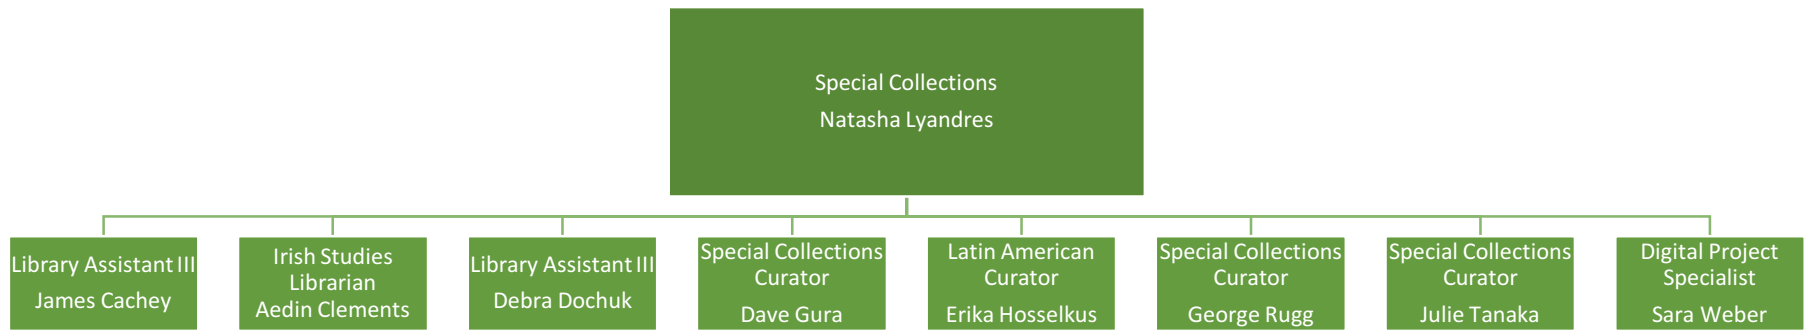 Special Collections
Natasha Lyandres
Library Assistant III
James Cachey
Irish Studies
Librarian
Aedin Clements
Library Assistant III
Debra Dochuk
Special Collections
Curator
Dave Gura
Latin American
Curator
Erika Hosselkus
Special Collections
Curator
George Rugg
Special Collections
Curator
Julie Tanaka
Digital Project
Specialist
Sara Weber